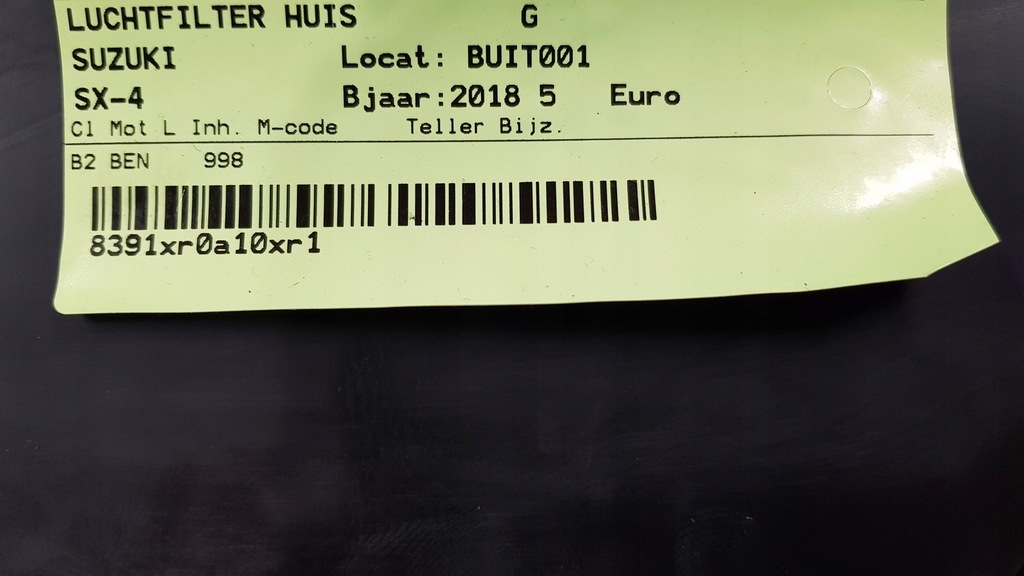 LUCHTFILTER HUIS G
SUZUKI Locat: BUIT001
SX-4 Bjaar:2018 5 Euro
Cl Mot L Inh. M-code Teller Bijz.
B2 BEN 998
8391xr0a10xr1